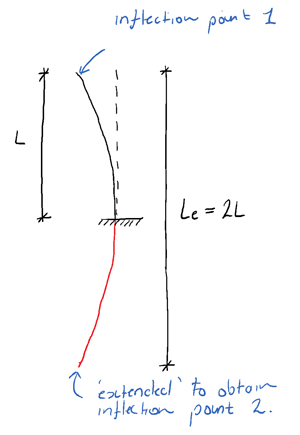 inflection point 1
L
Le = 2L
'extended' to obtain
inflection point 2.